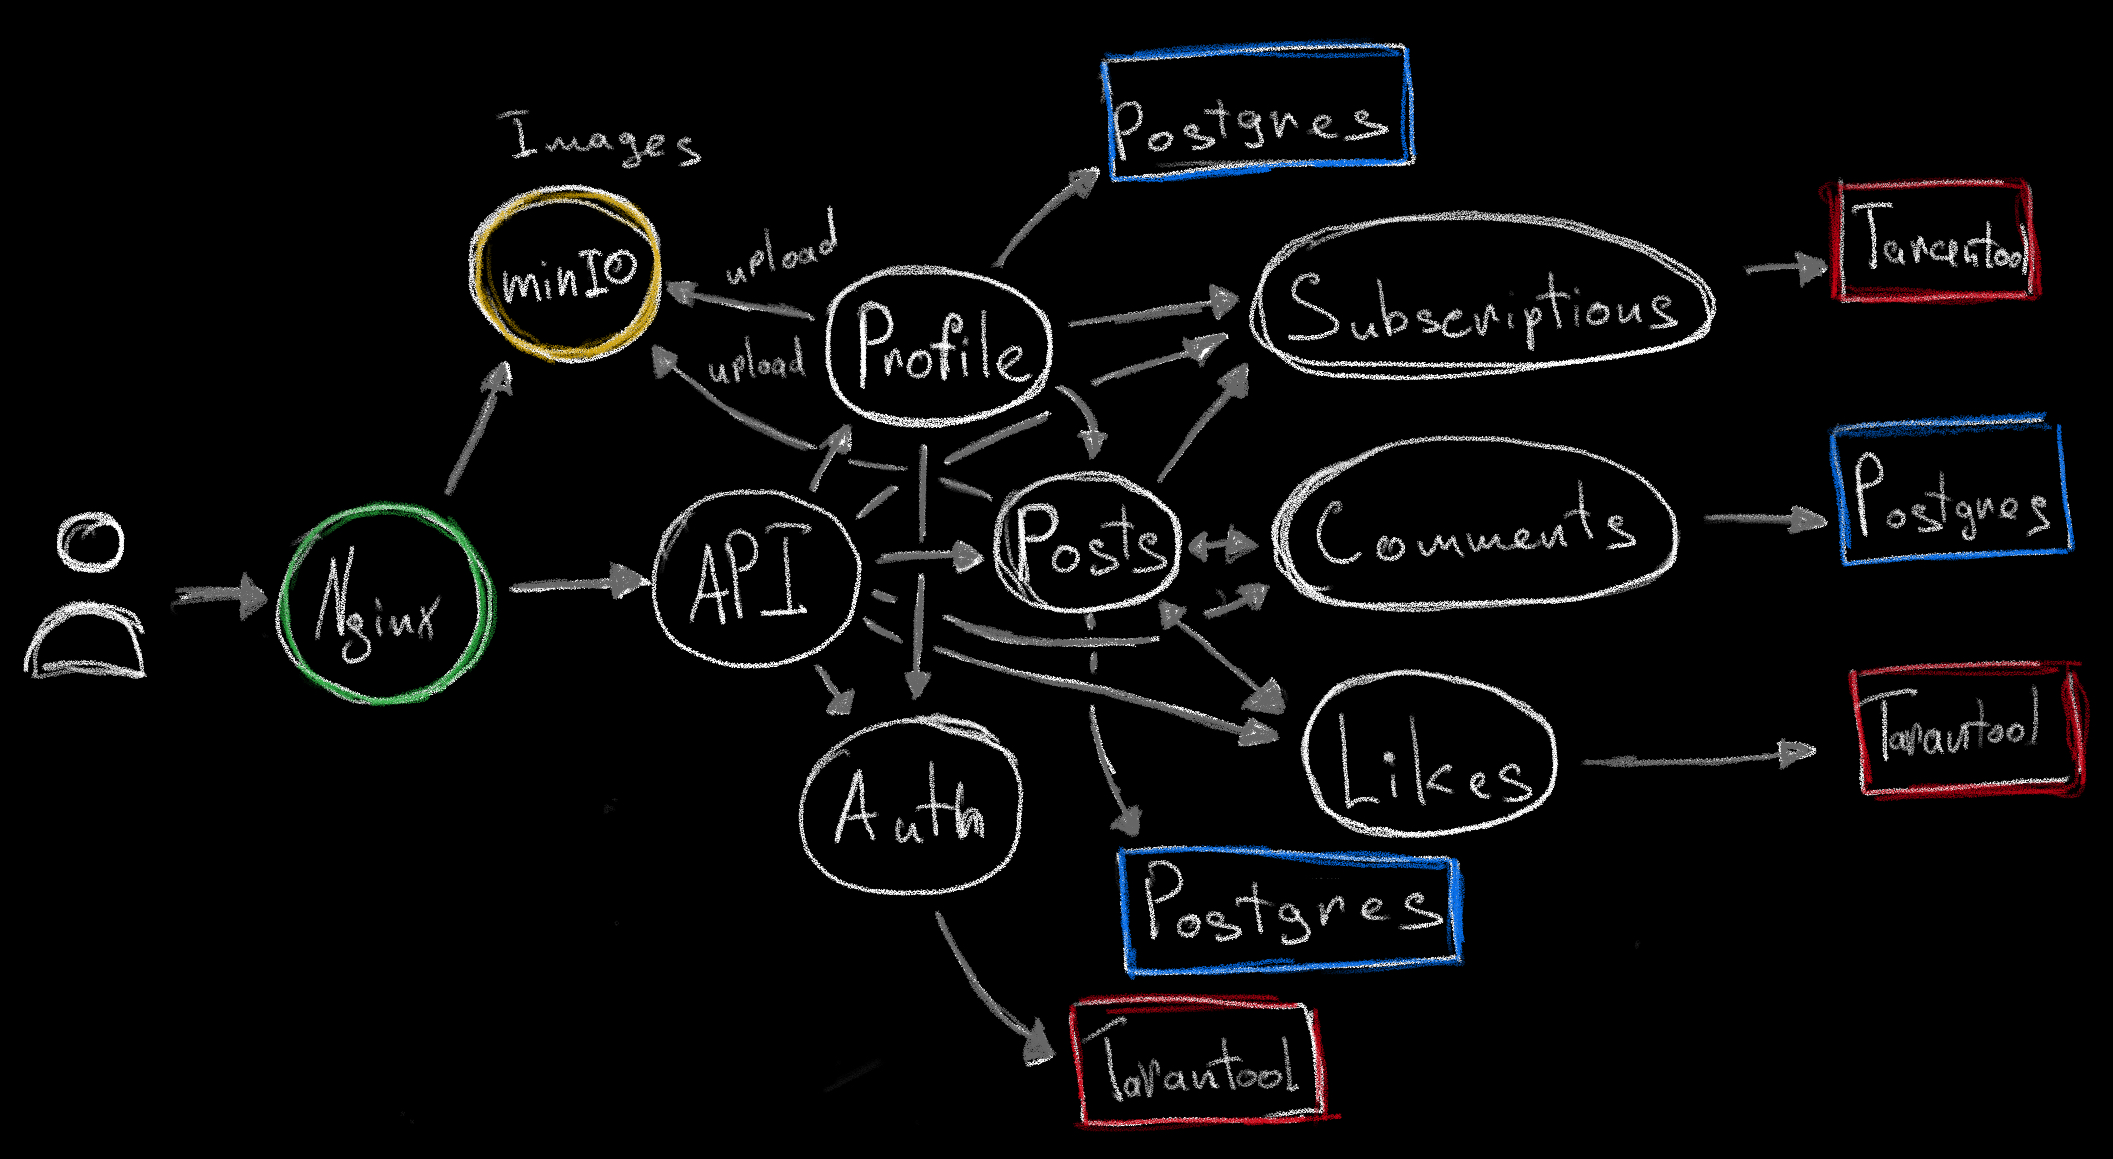 Images
minIO
upload
upload
Profile
Postgres
Subscriptions
Tarantool
Nginx
API
Posts
Comments
Postgres
Auth
Likes
Tarantool
Postgres
Tarantool